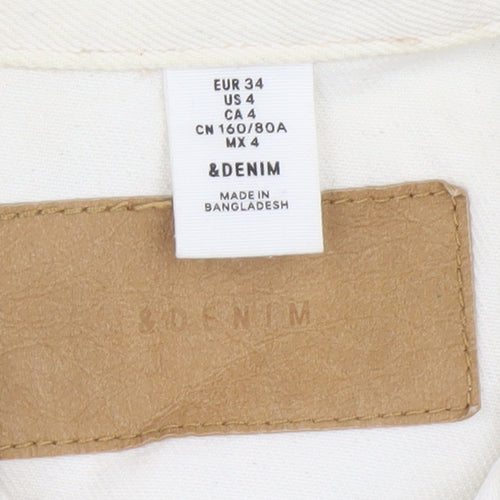 EUR 34
US 4
CA 4
CN 160/80A
MX 4
&DENIM
MADE IN
BANGLADESH
&DENIM